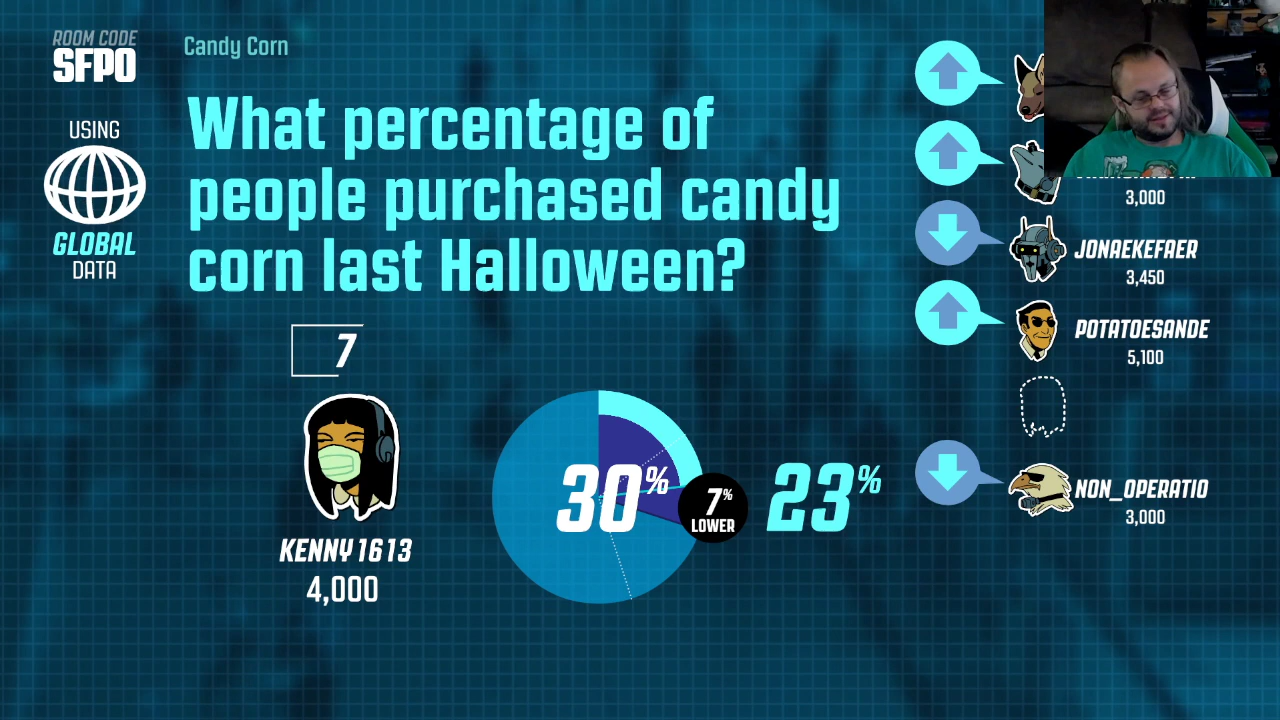 ROOM CODE
SFPO
Candy Corn
USING
GLOBAL
DATA
What percentage of
people purchased candy
corn last Halloween?
7
KENNY1613
4,000
30%
7%
LOWER
23%
3,000
JONAEKEFAER
3,450
POTATOESANDE
5,100
NON_OPERATIO
3,000